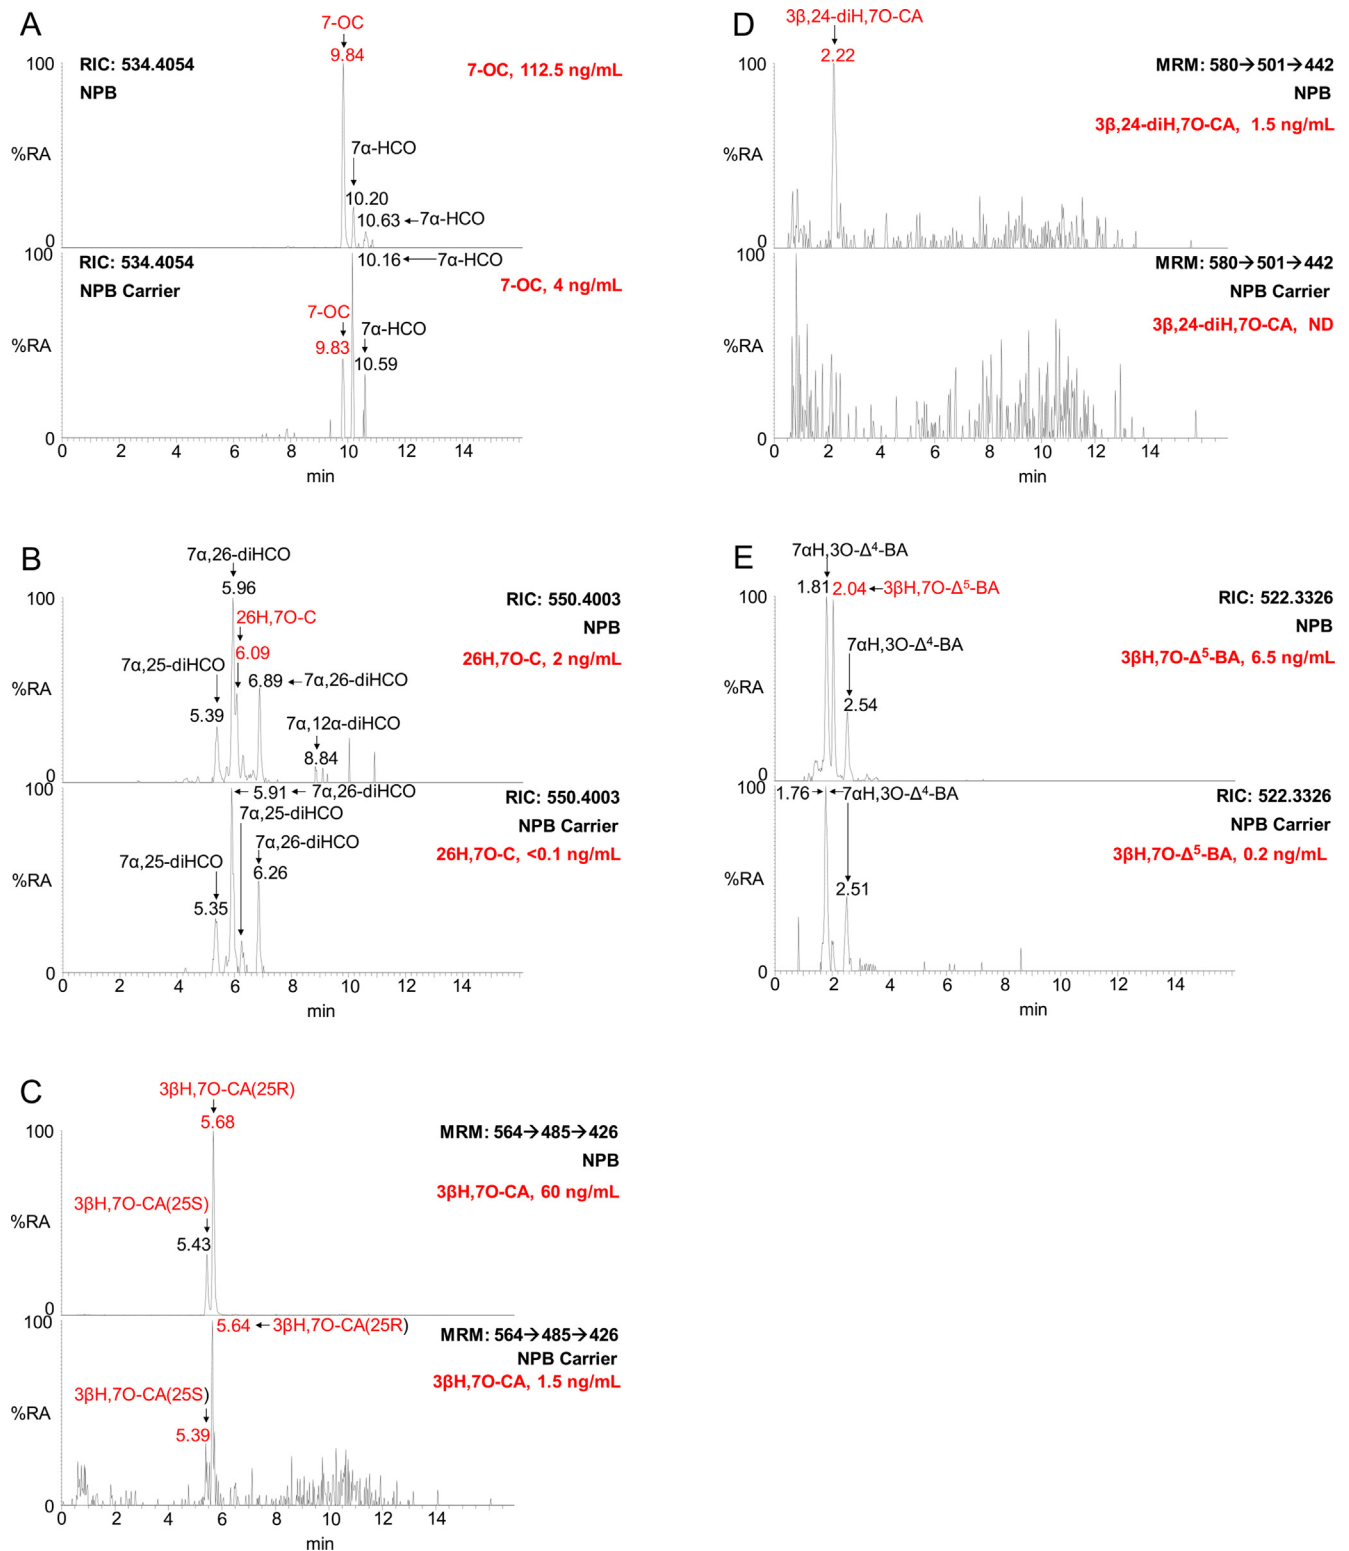 A
7-OC
9.84
100
RIC: 534.4054
NPB
7-OC, 112.5 ng/mL
%RA
7α-HCO
10.20
10.63
7α-HCO
0
100
RIC: 534.4054
NPB Carrier
10.16
7α-HCO
7-OC, 4 ng/mL
7-OC
9.83
7α-HCO
10.59
%RA
0
0 2 4 6 8 10 12 14
min
D
3β,24-diH,7O-CA
2.22
100
MRM: 580→501→442
NPB
3β,24-diH,7O-CA, 1.5 ng/mL
%RA
0
100
MRM: 580→501→442
NPB Carrier
3β,24-diH,7O-CA, ND
%RA
0
0 2 4 6 8 10 12 14
min
B
7α,26-diHCO
5.96
100
RIC: 550.4003
NPB
26H,7O-C, 2 ng/mL
26H,7O-C
6.09
7α,25-diHCO
5.39
6.89
7α,26-diHCO
%RA
7α,12α-diHCO
8.84
0
100
5.91
7α,26-diHCO
RIC: 550.4003
NPB Carrier
26H,7O-C, <0.1 ng/mL
7α,25-diHCO
7α,26-diHCO
6.26
7α,25-diHCO
5.35
%RA
0
0 2 4 6 8 10 12 14
min
E
7αH,3O-Δ⁴-BA
1.81
2.04
3βH,7O-Δ⁵-BA
100
RIC: 522.3326
NPB
3βH,7O-Δ⁵-BA, 6.5 ng/mL
7αH,3O-Δ⁴-BA
2.54
%RA
0
100
1.76
7αH,3O-Δ⁴-BA
RIC: 522.3326
NPB Carrier
3βH,7O-Δ⁵-BA, 0.2 ng/mL
%RA
2.51
0
0 2 4 6 8 10 12 14
min
C
3βH,7O-CA(25R)
5.68
100
MRM: 564→485→426
NPB
3βH,7O-CA, 60 ng/mL
3βH,7O-CA(25S)
5.43
%RA
0
100
5.64
3βH,7O-CA(25R)
MRM: 564→485→426
NPB Carrier
3βH,7O-CA, 1.5 ng/mL
3βH,7O-CA(25S)
5.39
%RA
0
0 2 4 6 8 10 12 14
min